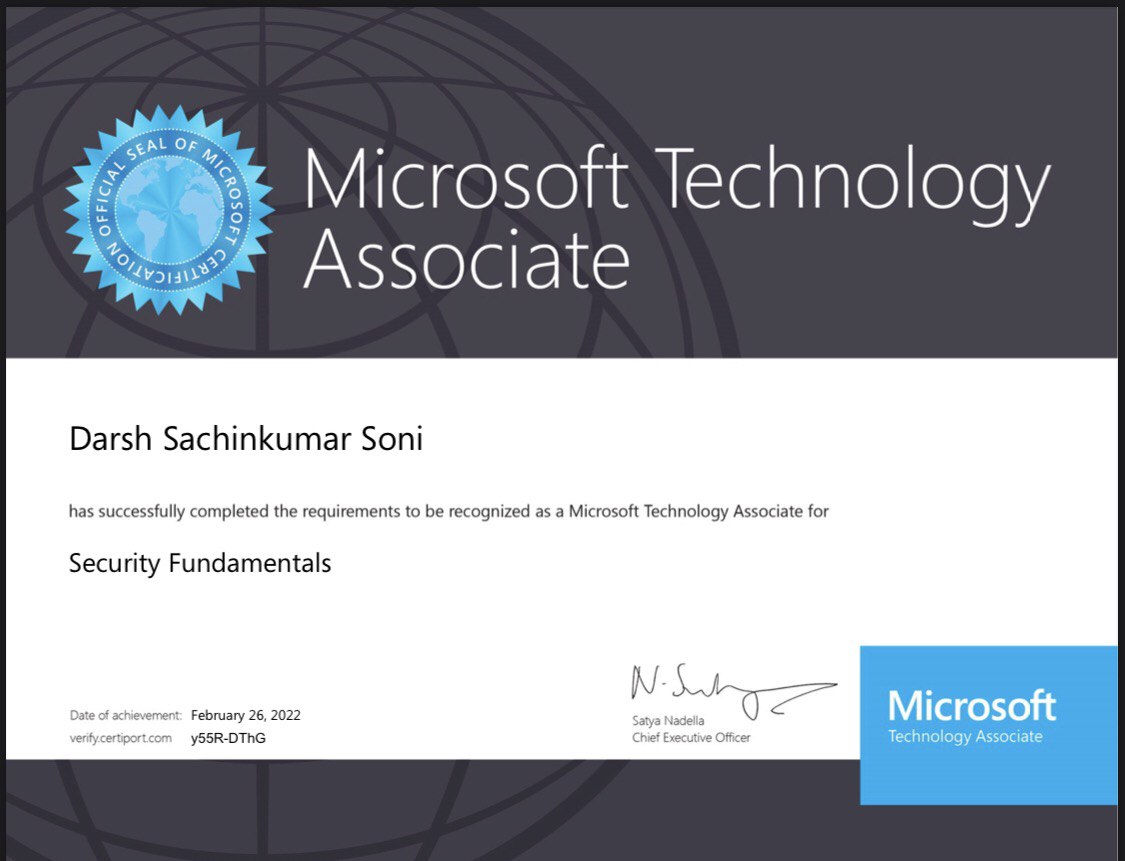 OFFICIAL SEAL OF MICROSOFT CERTIFICATION
Microsoft Technology
Associate
Darsh Sachinkumar Soni
has successfully completed the requirements to be recognized as a Microsoft Technology Associate for
Security Fundamentals
Date of achievement: February 26, 2022
verify.certiport.com y55R-DThG
Satya Nadella
Chief Executive Officer
Microsoft
Technology Associate